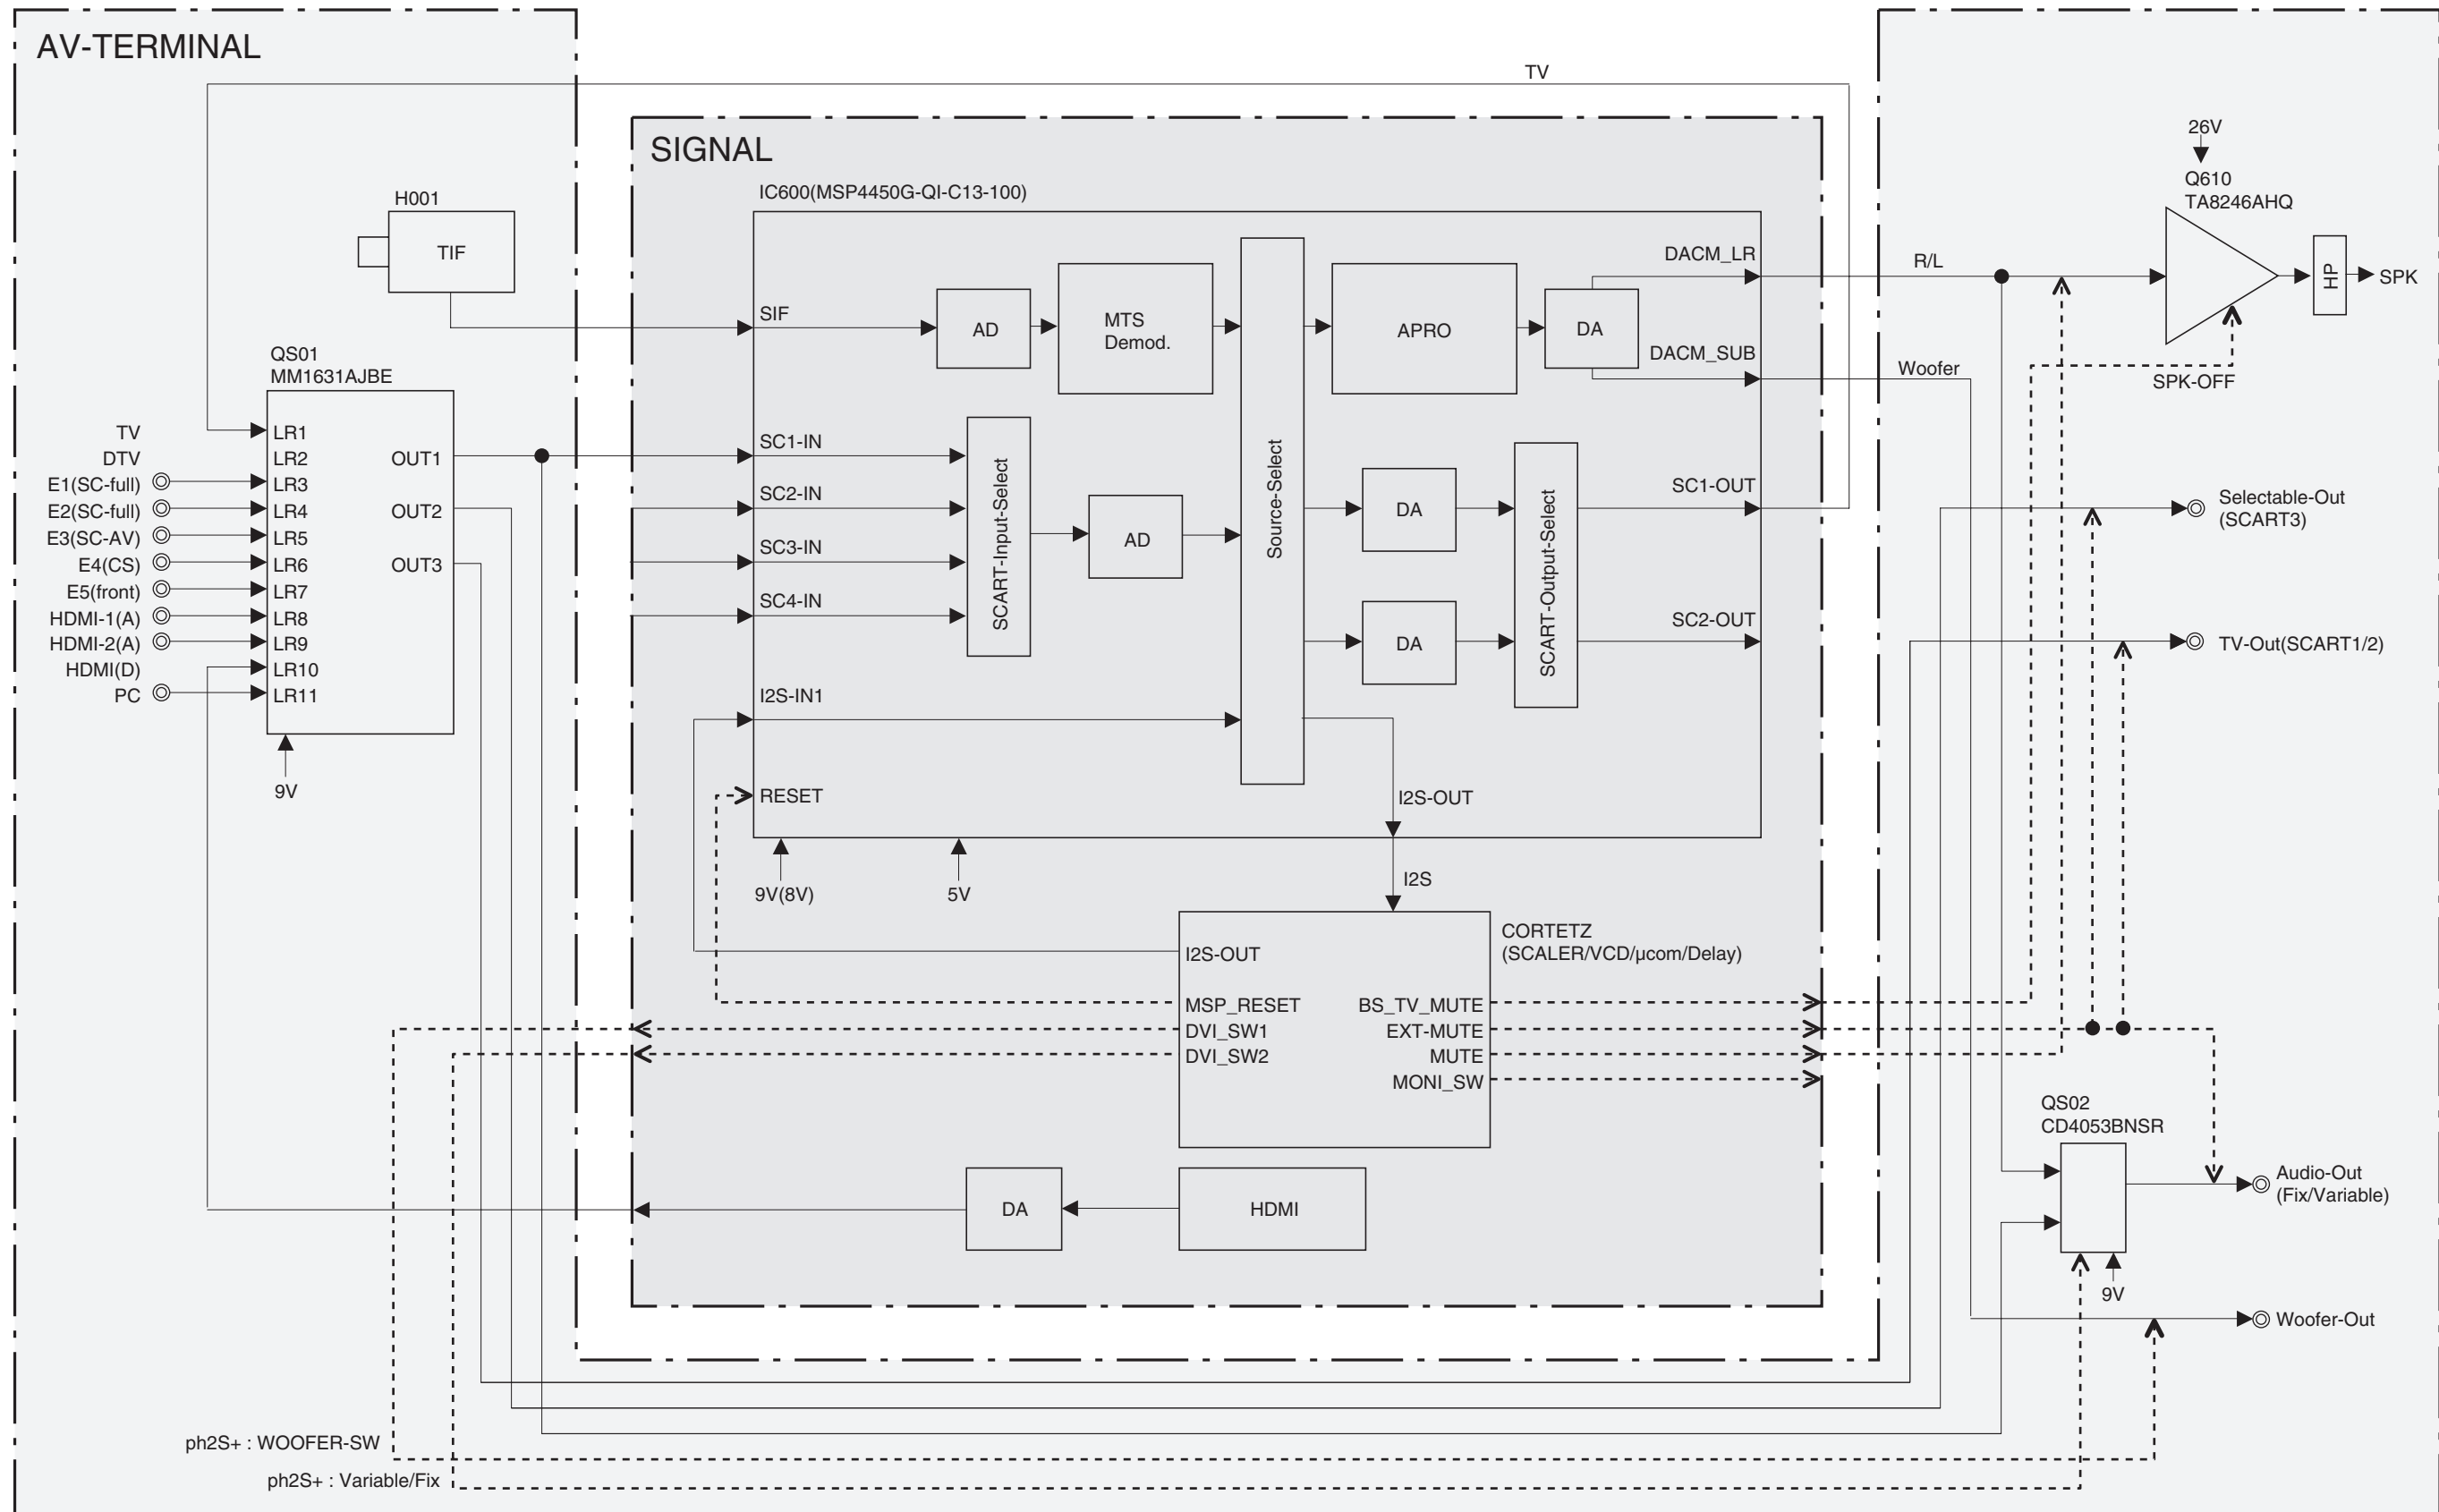 AV-TERMINAL
TV
SIGNAL
26V
Q610
TA8246AHQ
IC600(MSP4450G-QI-C13-100)
H001
TIF
SIF
AD
MTS
Demod.
APRO
DA
DACM_LR
R/L
HP
SPK
DACM_SUB
Woofer
SPK-OFF
QS01
MM1631AJBE
TV
DTV
E1(SC-full)
E2(SC-full)
E3(SC-AV)
E4(CS)
E5(front)
HDMI-1(A)
HDMI-2(A)
HDMI(D)
PC
LR1
LR2
LR3
LR4
LR5
LR6
LR7
LR8
LR9
LR10
LR11
OUT1
OUT2
OUT3
9V
SC1-IN
SC2-IN
SC3-IN
SC4-IN
SCART-Input-Select
AD
Source-Select
DA
DA
SCART-Output-Select
SC1-OUT
SC2-OUT
Selectable-Out
(SCART3)
TV-Out(SCART1/2)
I2S-IN1
RESET
I2S-OUT
9V(8V)
5V
I2S
CORTETZ
(SCALER/VCD/µcom/Delay)
I2S-OUT
MSP_RESET
DVI_SW1
DVI_SW2
BS_TV_MUTE
EXT-MUTE
MUTE
MONI_SW
QS02
CD4053BNSR
Audio-Out
(Fix/Variable)
DA
HDMI
9V
Woofer-Out
ph2S+ : WOOFER-SW
ph2S+ : Variable/Fix